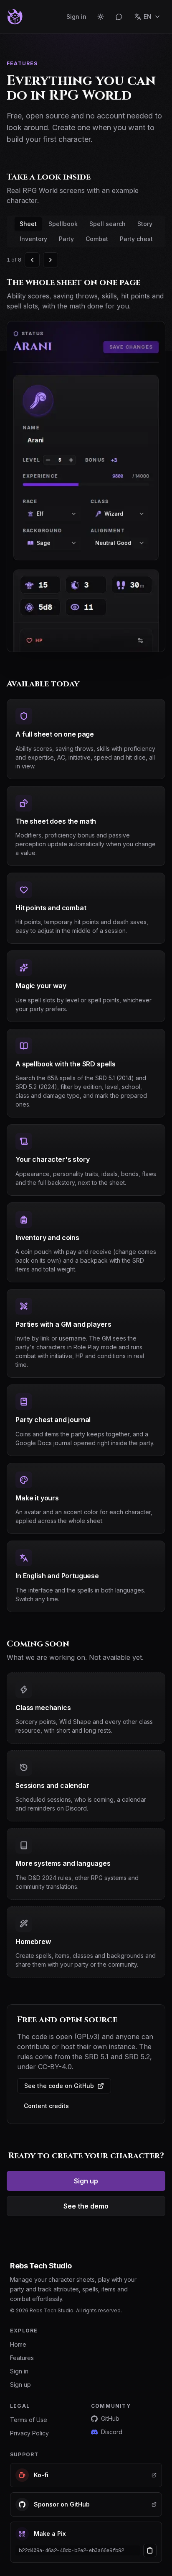 Sign in
EN
FEATURES
Everything you can
do in RPG World
Free, open source and no account needed to
look around. Create one when you want to
build your first character.
Take a look inside
Real RPG World screens with an example
character.
Sheet Spellbook Spell search Story
Inventory Party Combat Party chest
1 of 8
The whole sheet on one page
Ability scores, saving throws, skills, hit points and
spell slots, with the math done for you.
STATUS
Arani
SAVE CHANGES
NAME
Arani
LEVEL 5 BONUS +3
EXPERIENCE / 14000
RACE CLASS
Elf Wizard
BACKGROUND ALIGNMENT
Sage Neutral Good
15 3 30
5d8 11
HP
Available today
A full sheet on one page
Ability scores, saving throws, skills with proficiency
and expertise, AC, initiative, speed and hit dice, all
in view.
The sheet does the math
Modifiers, proficiency bonus and passive
perception update automatically when you change
a value.
Hit points and combat
Hit points, temporary hit points and death saves,
easy to adjust in the middle of a session.
Magic your way
Use spell slots by level or spell points, whichever
your party prefers.
A spellbook with the SRD spells
Search the 658 spells of the SRD 5.1 (2014) and
SRD 5.2 (2024), filter by edition, level, school,
class and damage type, and mark the prepared
ones.
Your character's story
Appearance, personality traits, ideals, bonds, flaws
and the full backstory, next to the sheet.
Inventory and coins
A coin pouch with pay and receive (change comes
back on its own) and a backpack with the SRD
items and total weight.
Parties with a GM and players
Invite by link or username. The GM sees the
party's characters in Role Play mode and runs
combat with initiative, HP and conditions in real
time.
Party chest and journal
Coins and items the party keeps together, and a
Google Docs journal opened right inside the party.
Make it yours
An avatar and an accent color for each character,
applied across the whole sheet.
In English and Portuguese
The interface and the spells in both languages.
Switch any time.
Coming soon
What we are working on. Not available yet.
Class mechanics
Sorcery points, Wild Shape and every other class
resource, with short and long rests.
Sessions and calendar
Scheduled sessions, who is coming, a calendar
and reminders on Discord.
More systems and languages
The D&D 2024 rules, other RPG systems and
community translations.
Homebrew
Create spells, items, classes and backgrounds and
share them with your party or the community.
Free and open source
The code is open (GPLv3) and anyone can
contribute or host their own instance. The
rules come from the SRD 5.1 and SRD 5.2,
under CC-BY-4.0.
See the code on GitHub
Content credits
Ready to create your character?
Sign up
See the demo
Rebs Tech Studio
Manage your character sheets, play with your
party and track attributes, spells, items and
combat effortlessly.
© 2026 Rebs Tech Studio. All rights reserved.
EXPLORE
Home
Features
Sign in
Sign up
LEGAL COMMUNITY
Terms of Use GitHub
Privacy Policy Discord
SUPPORT
Ko-fi
Sponsor on GitHub
Make a Pix